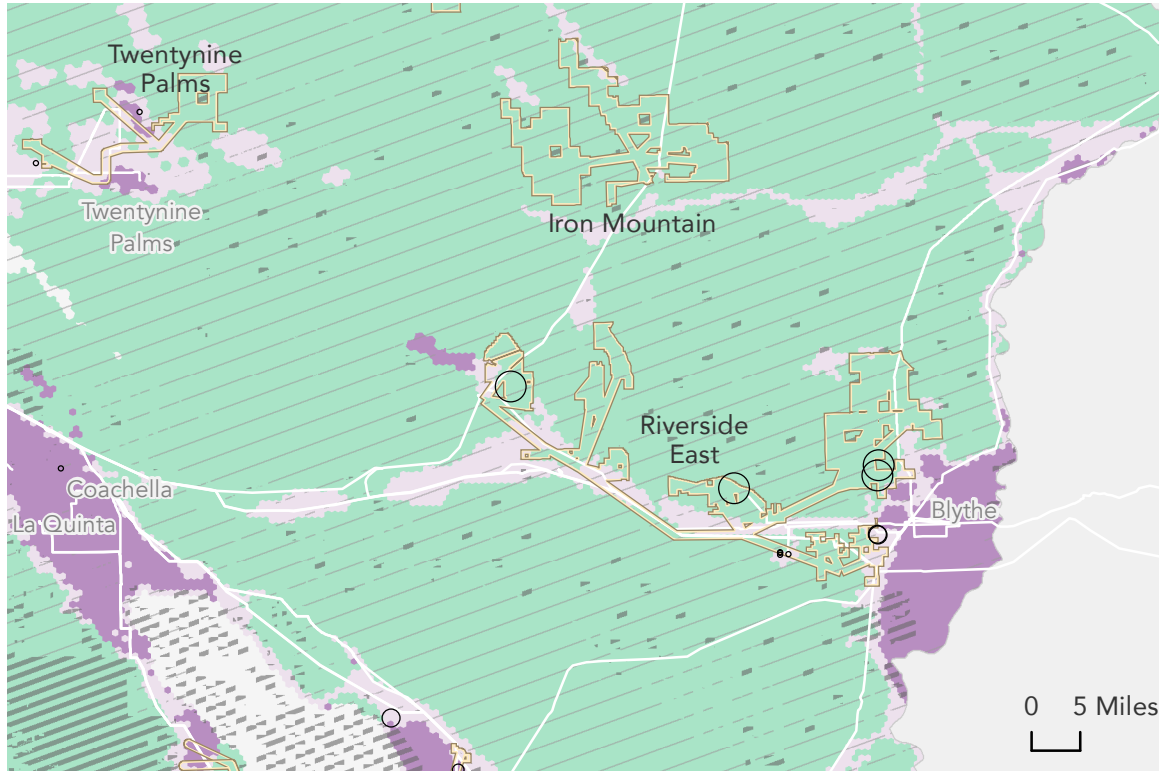 Twentynine
Palms
Twentynine
Palms
Iron Mountain
Riverside
East
Coachella
La Quinta
Blythe
0 5 Miles